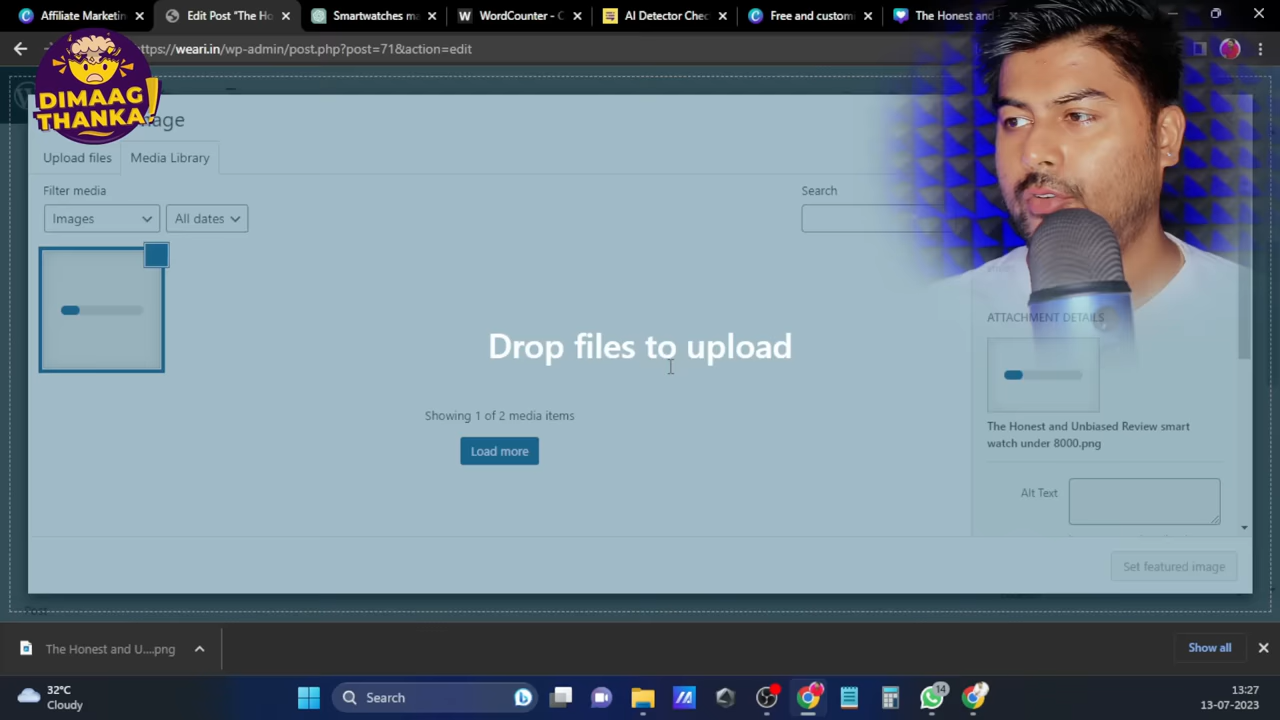 Affiliate Marketin
Edit Post "The Ho
Smartwatches ma
WordCounter - C
AI Detector Chec
Free and custom
The Honest and
https://weari.in/wp-admin/post.php?post=71&action=edit
DIMAAG
THANKA!
Upload files
Media Library
Filter media
Search
Images
All dates
Drop files to upload
ATTACHMENT DETAILS
Showing 1 of 2 media items
The Honest and Unbiased Review smart
watch under 8000.png
Load more
Alt Text
Set featured image
The Honest and U....png
Show all
32°C
Cloudy
Search
14
13:27
13-07-2023